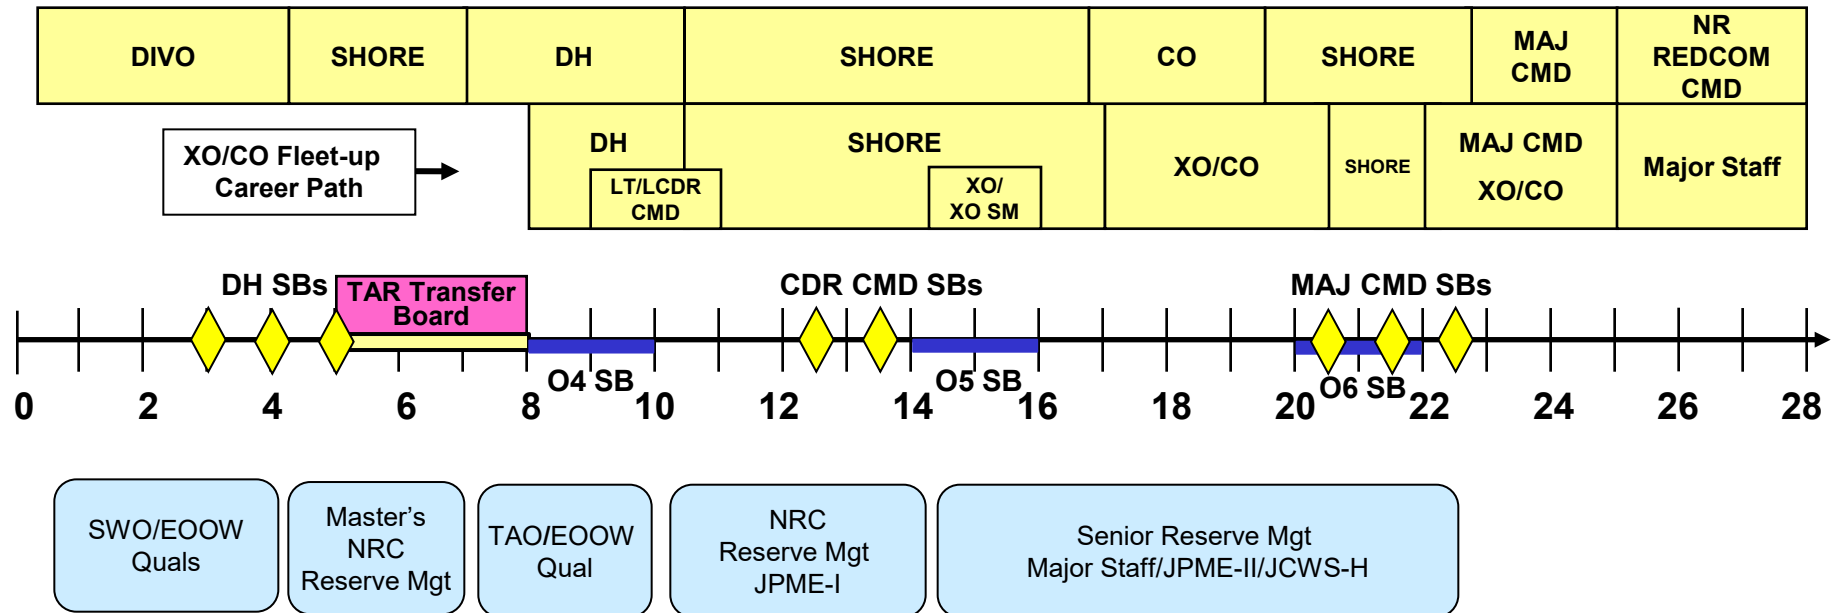 DIVO
SHORE
DH
SHORE
CO
SHORE
MAJ
CMD
NR
REDCOM
CMD
XO/CO Fleet-up
Career Path
DH
LT/LCDR
CMD
SHORE
XO/
XO SM
XO/CO
SHORE
MAJ CMD
XO/CO
Major Staff
DH SBs
TAR Transfer
Board
CDR CMD SBs
MAJ CMD SBs
O4 SB
O5 SB
O6 SB
0 2 4 6 8 10 12 14 16 18 20 22 24 26 28
SWO/EOOW
Quals
Master’s
NRC
Reserve Mgt
TAO/EOOW
Qual
NRC
Reserve Mgt
JPME-I
Senior Reserve Mgt
Major Staff/JPME-II/JCWS-H